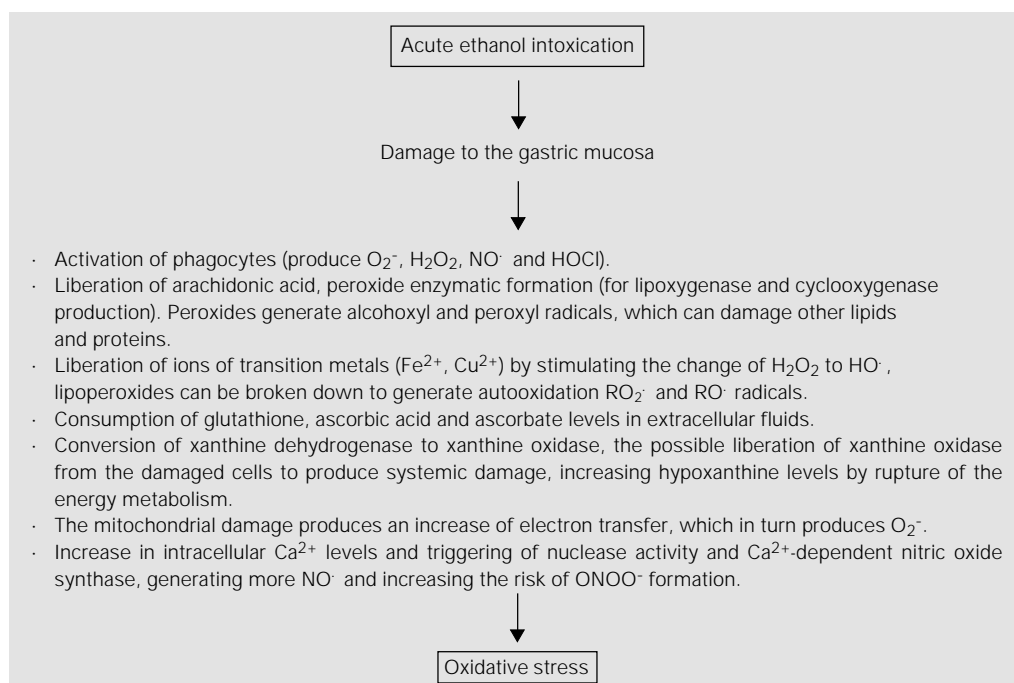 Acute ethanol intoxication
Damage to the gastric mucosa
· Activation of phagocytes (produce O₂⁻, H₂O₂, NO· and HOCl).
· Liberation of arachidonic acid, peroxide enzymatic formation (for lipoxygenase and cyclooxygenase
production). Peroxides generate alcohoxyl and peroxyl radicals, which can damage other lipids
and proteins.
· Liberation of ions of transition metals (Fe²⁺, Cu²⁺) by stimulating the change of H₂O₂ to HO·,
lipoperoxides can be broken down to generate autooxidation RO₂· and RO· radicals.
· Consumption of glutathione, ascorbic acid and ascorbate levels in extracellular fluids.
· Conversion of xanthine dehydrogenase to xanthine oxidase, the possible liberation of xanthine oxidase
from the damaged cells to produce systemic damage, increasing hypoxanthine levels by rupture of the
energy metabolism.
· The mitochondrial damage produces an increase of electron transfer, which in turn produces O₂⁻.
· Increase in intracellular Ca²⁺ levels and triggering of nuclease activity and Ca²⁺-dependent nitric oxide
synthase, generating more NO· and increasing the risk of ONOO⁻ formation.
Oxidative stress